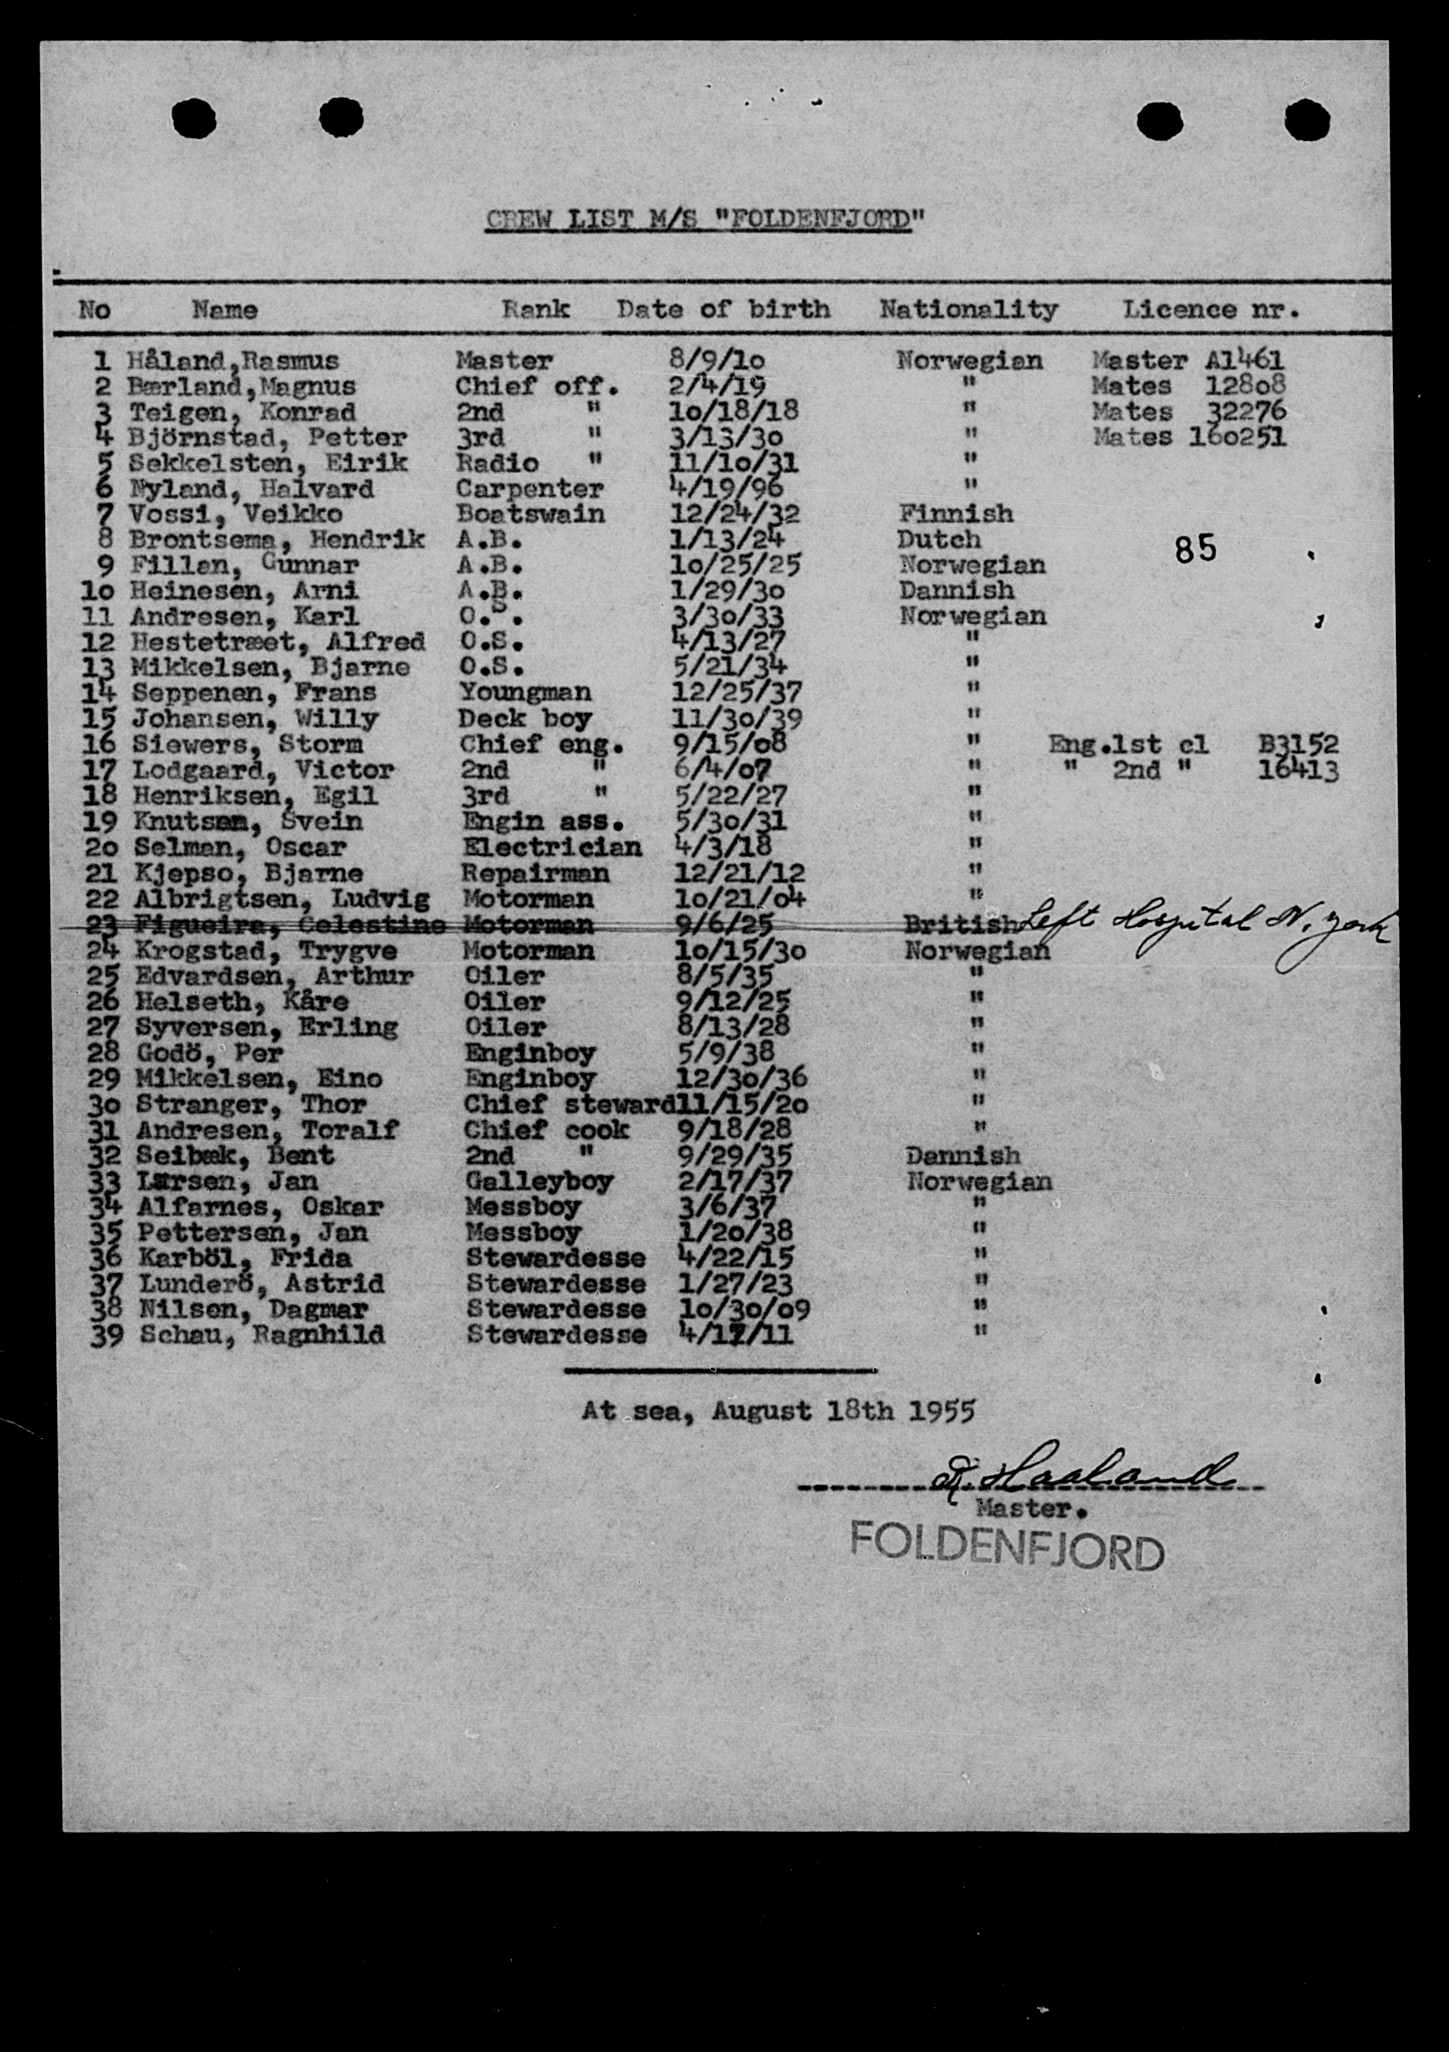 CREW LIST M/S "FOLDENFJORD"
No Name Rank Date of birth Nationality Licence nr.
1 Håland,Rasmus Master 8/9/1o Norwegian Master A1461
2 Bærland,Magnus Chief off. 2/4/19 " Mates 128o8
3 Teigen, Konrad 2nd " 1o/18/18 " Mates 32276
4 Björnstad, Petter 3rd " 3/13/3o " Mates 16o251
5 Sekkelsten, Eirik Radio " 11/1o/31 "
6 Nyland, Halvard Carpenter 4/19/96 "
7 Vossi, Veikko Boatswain 12/24/32 Finnish
8 Brontsema, Hendrik A.B. 1/13/24 Dutch
85
9 Fillan, Gunnar A.B. 1o/25/25 Norwegian
1o Heinesen, Arni A.B. 1/29/3o Dannish
11 Andresen, Karl O.S. 3/3o/33 Norwegian
12 Hestetræet, Alfred O.S. 4/13/27 "
13 Mikkelsen, Bjarne O.S. 5/21/34 "
14 Seppenen, Frans Youngman 12/25/37 "
15 Johansen, Willy Deck boy 11/3o/39 "
16 Siewers, Storm Chief eng. 9/15/o8 " Eng.1st cl B3152
17 Lodgaard, Victor 2nd " 6/4/o7 " " 2nd " 16413
18 Henriksen, Egil 3rd " 5/22/27 "
19 Knutsen, Svein Engin ass. 5/3o/31 "
2o Selman, Oscar Electrician 4/3/18 "
21 Kjepso, Bjarne Repairman 12/21/12 "
22 Albrigtsen, Ludvig Motorman 1o/21/o4 "
23 Figueira, Celestine Motorman 9/6/25 British Left Hospital N. York
24 Krogstad, Trygve Motorman 1o/15/3o Norwegian
25 Edvardsen, Arthur Oiler 8/5/35 "
26 Helseth, Kåre Oiler 9/12/25 "
27 Syversen, Erling Oiler 8/13/28 "
28 Godö, Per Enginboy 5/9/38 "
29 Mikkelsen, Eino Enginboy 12/3o/36 "
3o Stranger, Thor Chief steward11/15/2o "
31 Andresen, Toralf Chief cook 9/18/28 "
32 Seibæk, Bent 2nd " 9/29/35 Dannish
33 Larsen, Jan Galleyboy 2/17/37 Norwegian
34 Alfarnes, Oskar Messboy 3/6/37 "
35 Pettersen, Jan Messboy 1/2o/38 "
36 Karböl, Frida Stewardesse 4/22/15 "
37 Lunderö, Astrid Stewardesse 1/27/23 "
38 Nilsen, Dagmar Stewardesse 1o/3o/o9 "
39 Schau, Ragnhild Stewardesse 4/17/11 "
At sea, August 18th 1955
R. Haaland
Master.
FOLDENFJORD